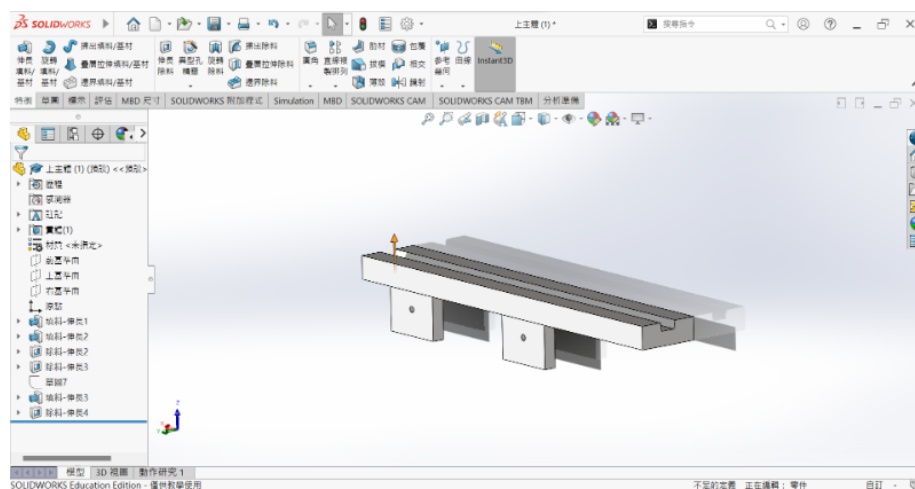 SOLIDWORKS
上主體 (1) *
搜尋指令
伸長填料/基材
旋轉填料/基材
掃出填料/基材
疊層拉伸填料/基材
邊界填料/基材
伸長除料
異型孔精靈
旋轉除料
掃出除料
疊層拉伸除料
邊界除料
圓角
直線複製排列
肋材
拔模
薄殼
包覆
相交
鏡射
參考幾何
曲線
Instant3D
特徵 草圖 標示 評估 MBD 尺寸 SOLIDWORKS 附加程式 Simulation MBD SOLIDWORKS CAM SOLIDWORKS CAM TBM 分析準備
上主體 (1) (預設) <<預設>
歷程
感測器
註記
實體(1)
材質 <未指定>
前基準面
上基準面
右基準面
原點
填料-伸長1
填料-伸長2
除料-伸長2
除料-伸長3
草圖7
填料-伸長3
除料-伸長4
模型 3D 視圖 動作研究 1
SOLIDWORKS Education Edition - 僅供教學使用
不足的定義 正在編輯: 零件 自訂